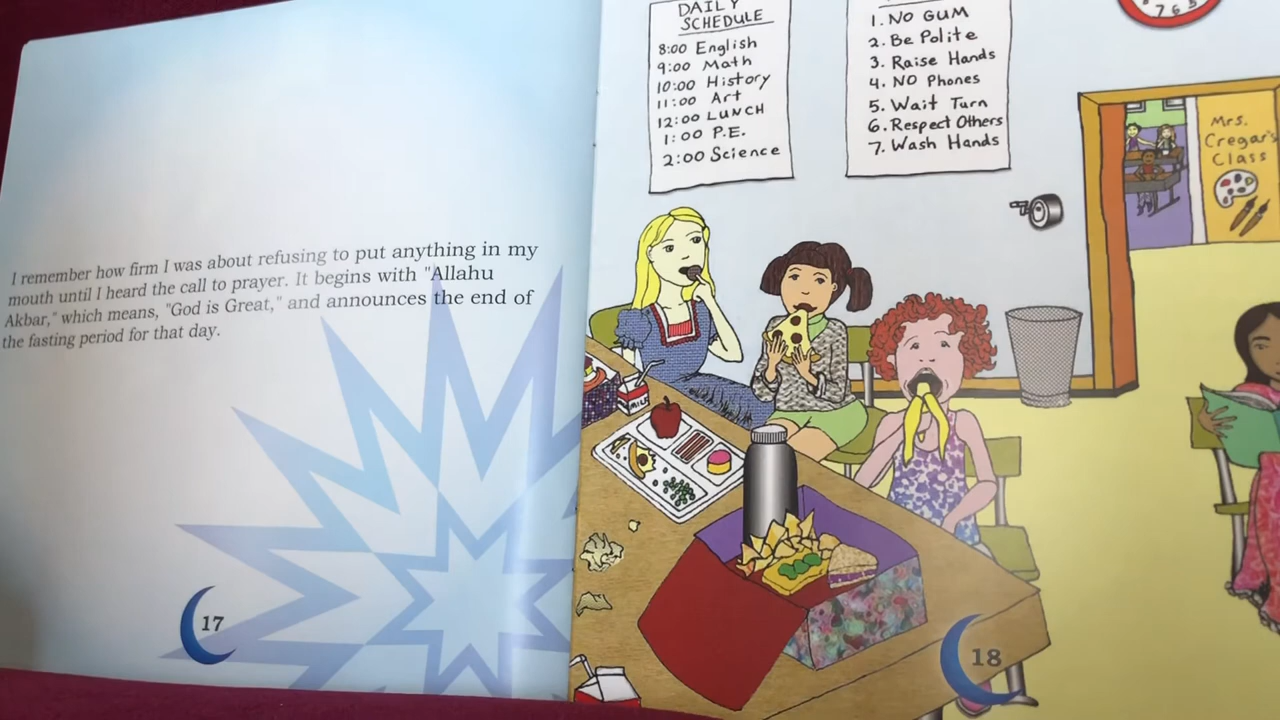 I remember how firm I was about refusing to put anything in my
mouth until I heard the call to prayer. It begins with "Allahu
Akbar," which means, "God is Great," and announces the end of
the fasting period for that day.
17
DAILY
SCHEDULE
8:00 English
9:00 Math
10:00 History
11:00 Art
12:00 LUNCH
1:00 P.E.
2:00 Science
1. NO GUM
2. Be Polite
3. Raise Hands
4. NO Phones
5. Wait Turn
6. Respect Others
7. Wash Hands
7 6 5
Mrs.
Cregar's
Class
MILK
18